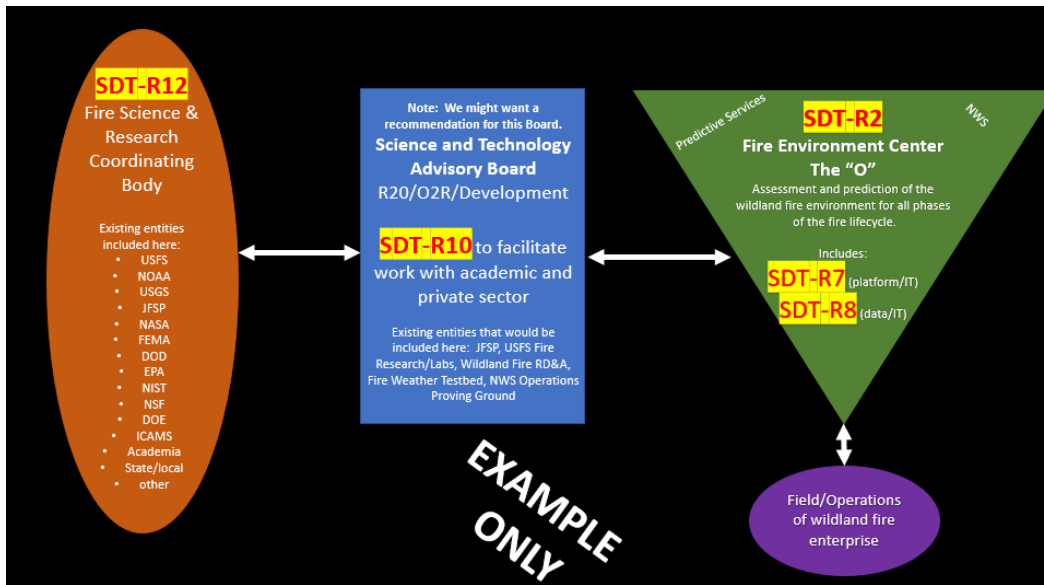 SDT-R12
Fire Science &
Research
Coordinating
Body
Existing entities
included here:
• USFS
• NOAA
• USGS
• JFSP
• NASA
• FEMA
• DOD
• EPA
• NIST
• NSF
• DOE
• ICAMS
• Academia
• State/local
• other
Note: We might want a
recommendation for this Board.
Science and Technology
Advisory Board
R20/O2R/Development
SDT-R10 to facilitate
work with academic and
private sector
Existing entities that would be
included here: JFSP, USFS Fire
Research/Labs, Wildland Fire RD&A,
Fire Weather Testbed, NWS Operations
Proving Ground
Predictive Services
NWS
SDT-R2
Fire Environment Center
The “O”
Assessment and prediction of the
wildland fire environment for all phases
of the fire lifecycle.
Includes:
SDT-R7 (platform/IT)
SDT-R8 (data/IT)
Field/Operations
of wildland fire
enterprise
EXAMPLE
ONLY